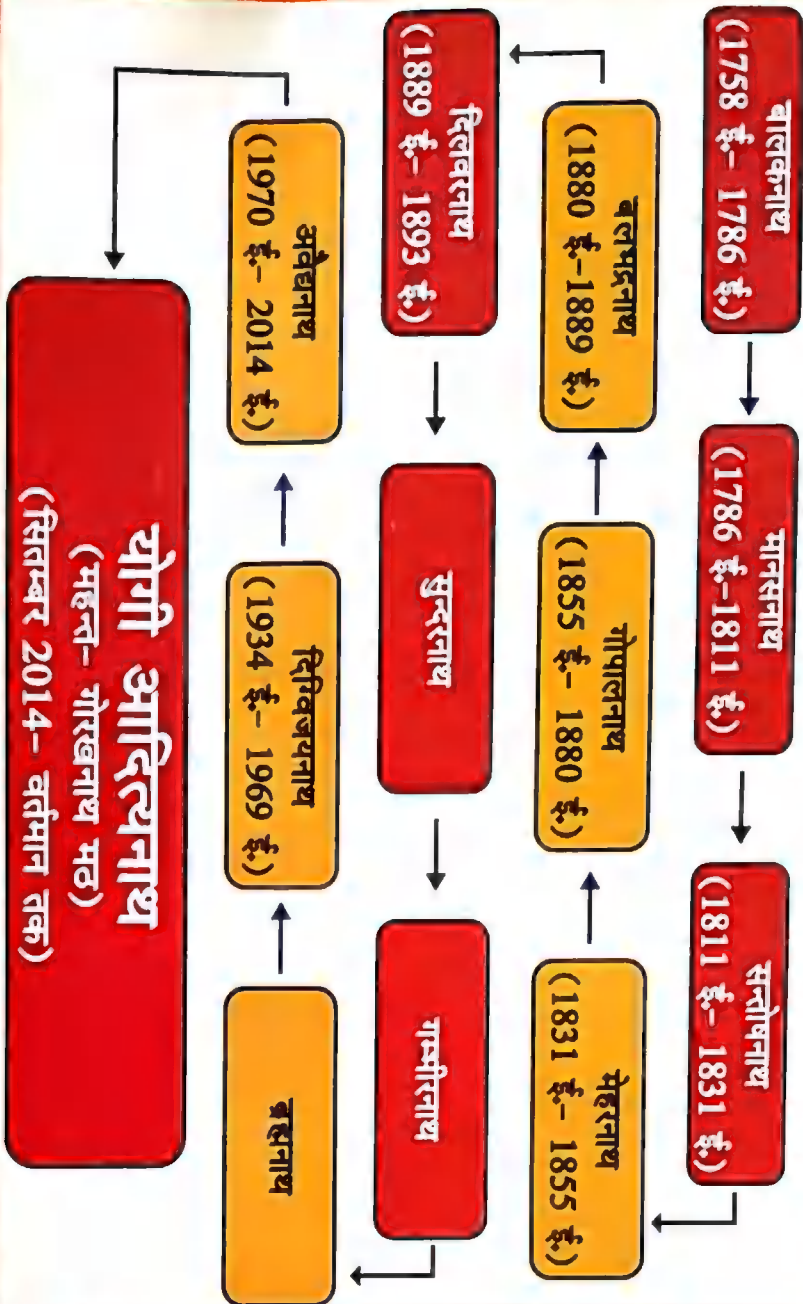 बालकनाथ
(1758 ई.- 1786 ई.)
मानसनाथ
(1786 ई.-1811 ई.)
सन्तोषनाथ
(1811 ई.- 1831 ई.)
मेहरनाथ
(1831 ई.- 1855 ई.)
गोपालनाथ
(1855 ई.- 1880 ई.)
बलभद्रनाथ
(1880 ई.-1889 ई.)
दिलवरनाथ
(1889 ई.- 1893 ई.)
सुन्दरनाथ
गम्भीरनाथ
ब्रह्मनाथ
दिग्विजयनाथ
(1934 ई.- 1969 ई.)
अवेद्यनाथ
(1970 ई.- 2014 ई.)
योगी आदित्यनाथ
(महन्त- गोरखनाथ मठ)
(सितम्बर 2014- वर्तमान तक)